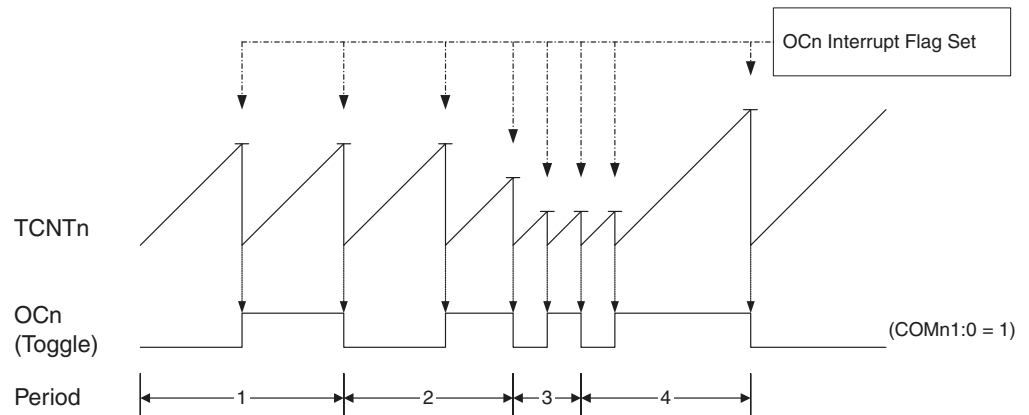 OCn Interrupt Flag Set
TCNTn
OCn
(Toggle)
(COMn1:0 = 1)
Period
1
2
3
4